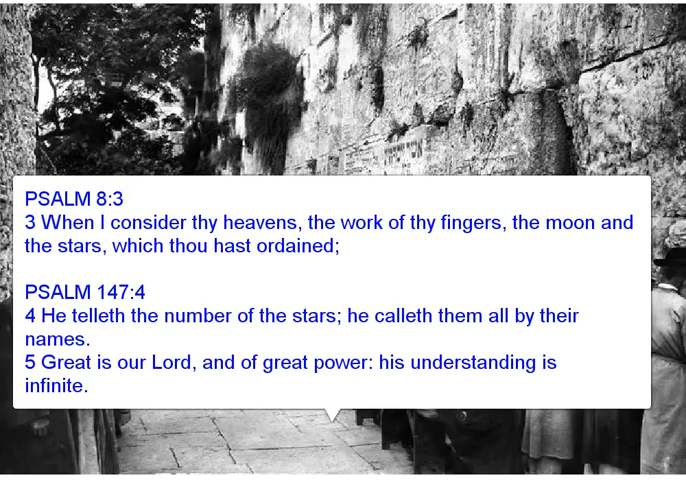 PSALM 8:3
3 When I consider thy heavens, the work of thy fingers, the moon and
the stars, which thou hast ordained;
PSALM 147:4
4 He telleth the number of the stars; he calleth them all by their
names.
5 Great is our Lord, and of great power: his understanding is
infinite.